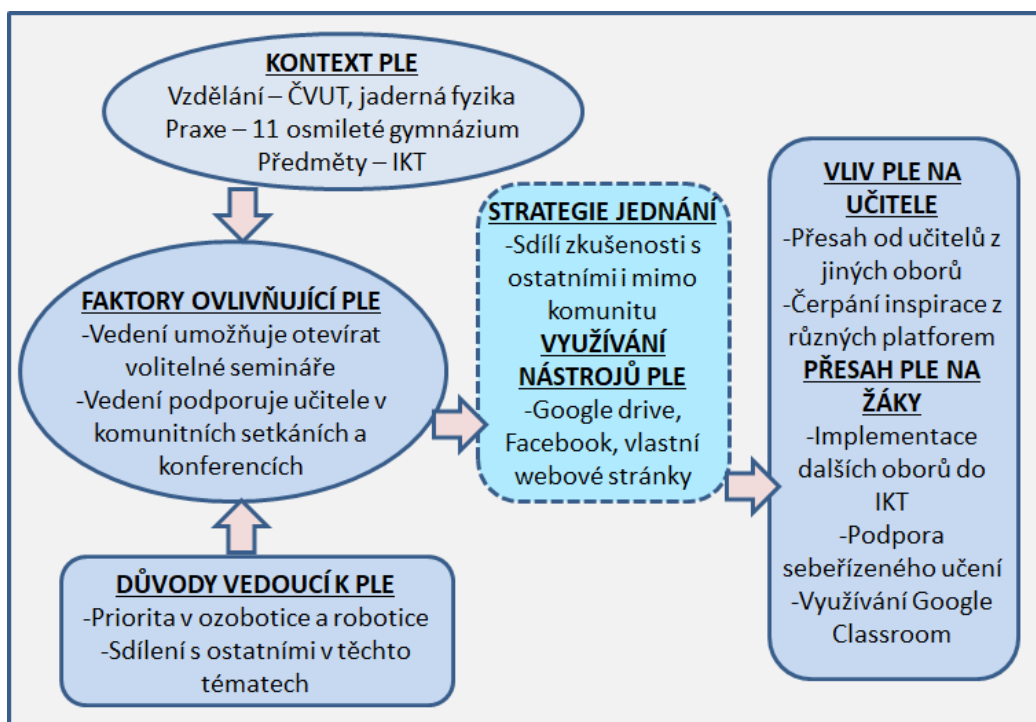 KONTEXT PLE
Vzdělání – ČVUT, jaderná fyzika
Praxe – 11 osmileté gymnázium
Předměty – IKT
FAKTORY OVLIVŇUJÍCÍ PLE
-Vedení umožňuje otevírat
volitelné semináře
-Vedení podporuje učitele v
komunitních setkáních a
konferencích
DŮVODY VEDOUCÍ K PLE
-Priorita v ozobotice a robotice
-Sdílení s ostatními v těchto
tématech
STRATEGIE JEDNÁNÍ
-Sdílí zkušenosti s
ostatními i mimo
komunitu
VYUŽÍVÁNÍ
NÁSTROJŮ PLE
-Google drive,
Facebook, vlastní
webové stránky
VLIV PLE NA
UČITELE
-Přesah od učitelů z
jiných oborů
-Čerpání inspirace z
různých platforem
PŘESAH PLE NA
ŽÁKY
-Implementace
dalších oborů do
IKT
-Podpora
sebeřízeného učení
-Využívání Google
Classroom